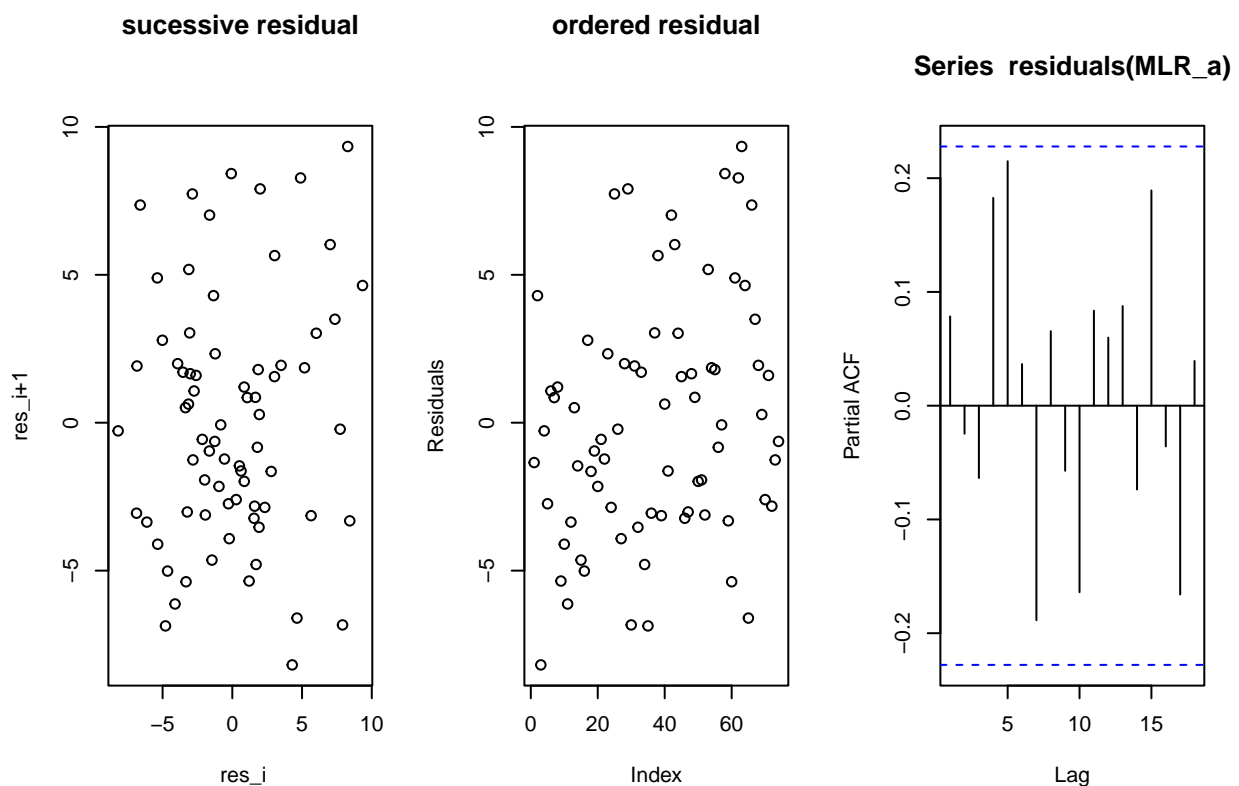 sucessive residual
res_i+1
10
5
0
−5
−5
0
5
10
res_i
ordered residual
Residuals
10
5
0
−5
0
20
40
60
Index
Series  residuals(MLR_a)
Partial ACF
0.2
0.1
0.0
−0.1
−0.2
5
10
15
Lag